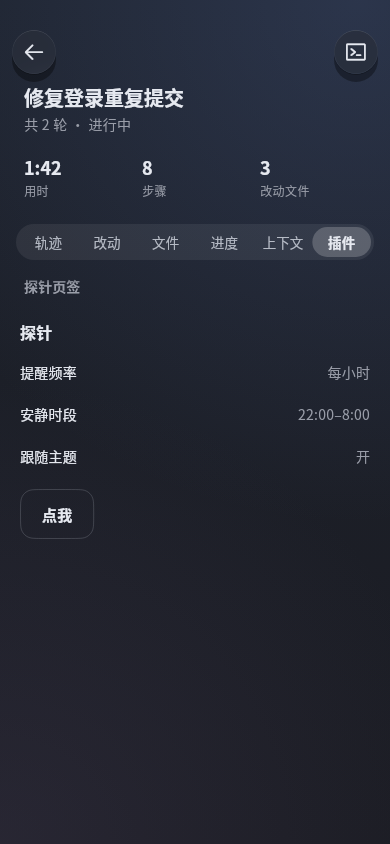 修复登录重复提交
共 2 轮 · 进行中
1:42 8 3
用时 步骤 改动文件
轨迹 改动 文件 进度 上下文 插件
探针页签
探针
提醒频率 每小时
安静时段 22:00–8:00
跟随主题 开
点我